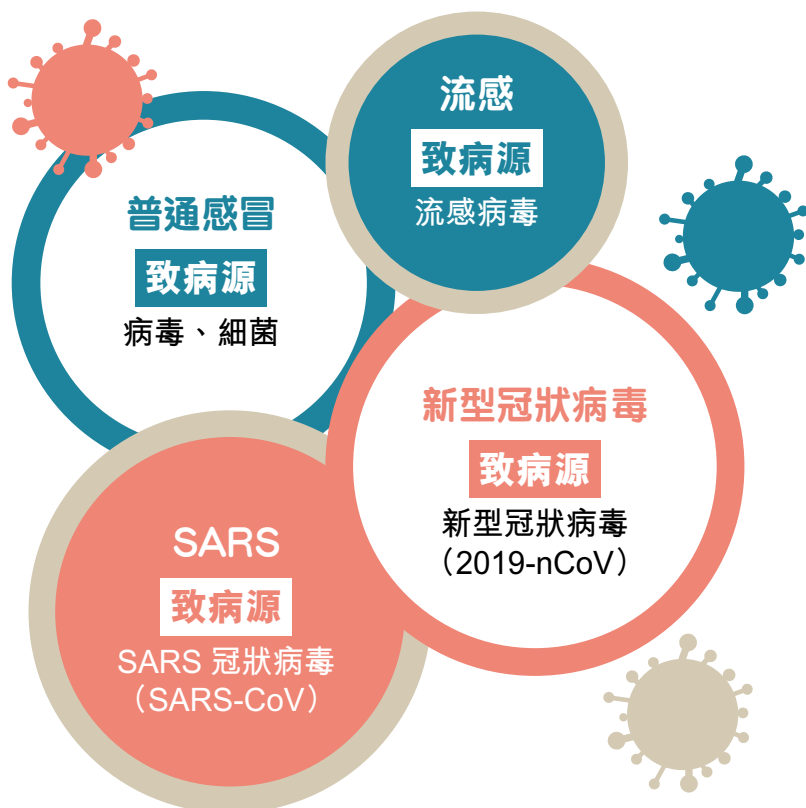 流感
致病源
流感病毒
普通感冒
致病源
病毒、細菌
新型冠狀病毒
致病源
新型冠狀病毒
（2019-nCoV）
SARS
致病源
SARS 冠狀病毒
（SARS-CoV）